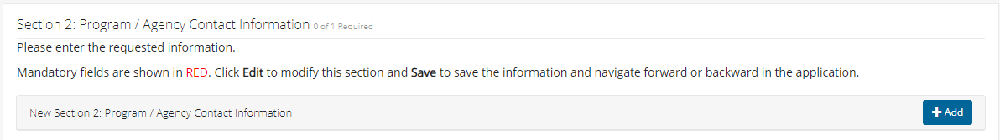 Section 2: Program / Agency Contact Information 0 of 1 Required
Please enter the requested information.
Mandatory fields are shown in RED. Click Edit to modify this section and Save to save the information and navigate forward or backward in the application.
New Section 2: Program / Agency Contact Information
+ Add